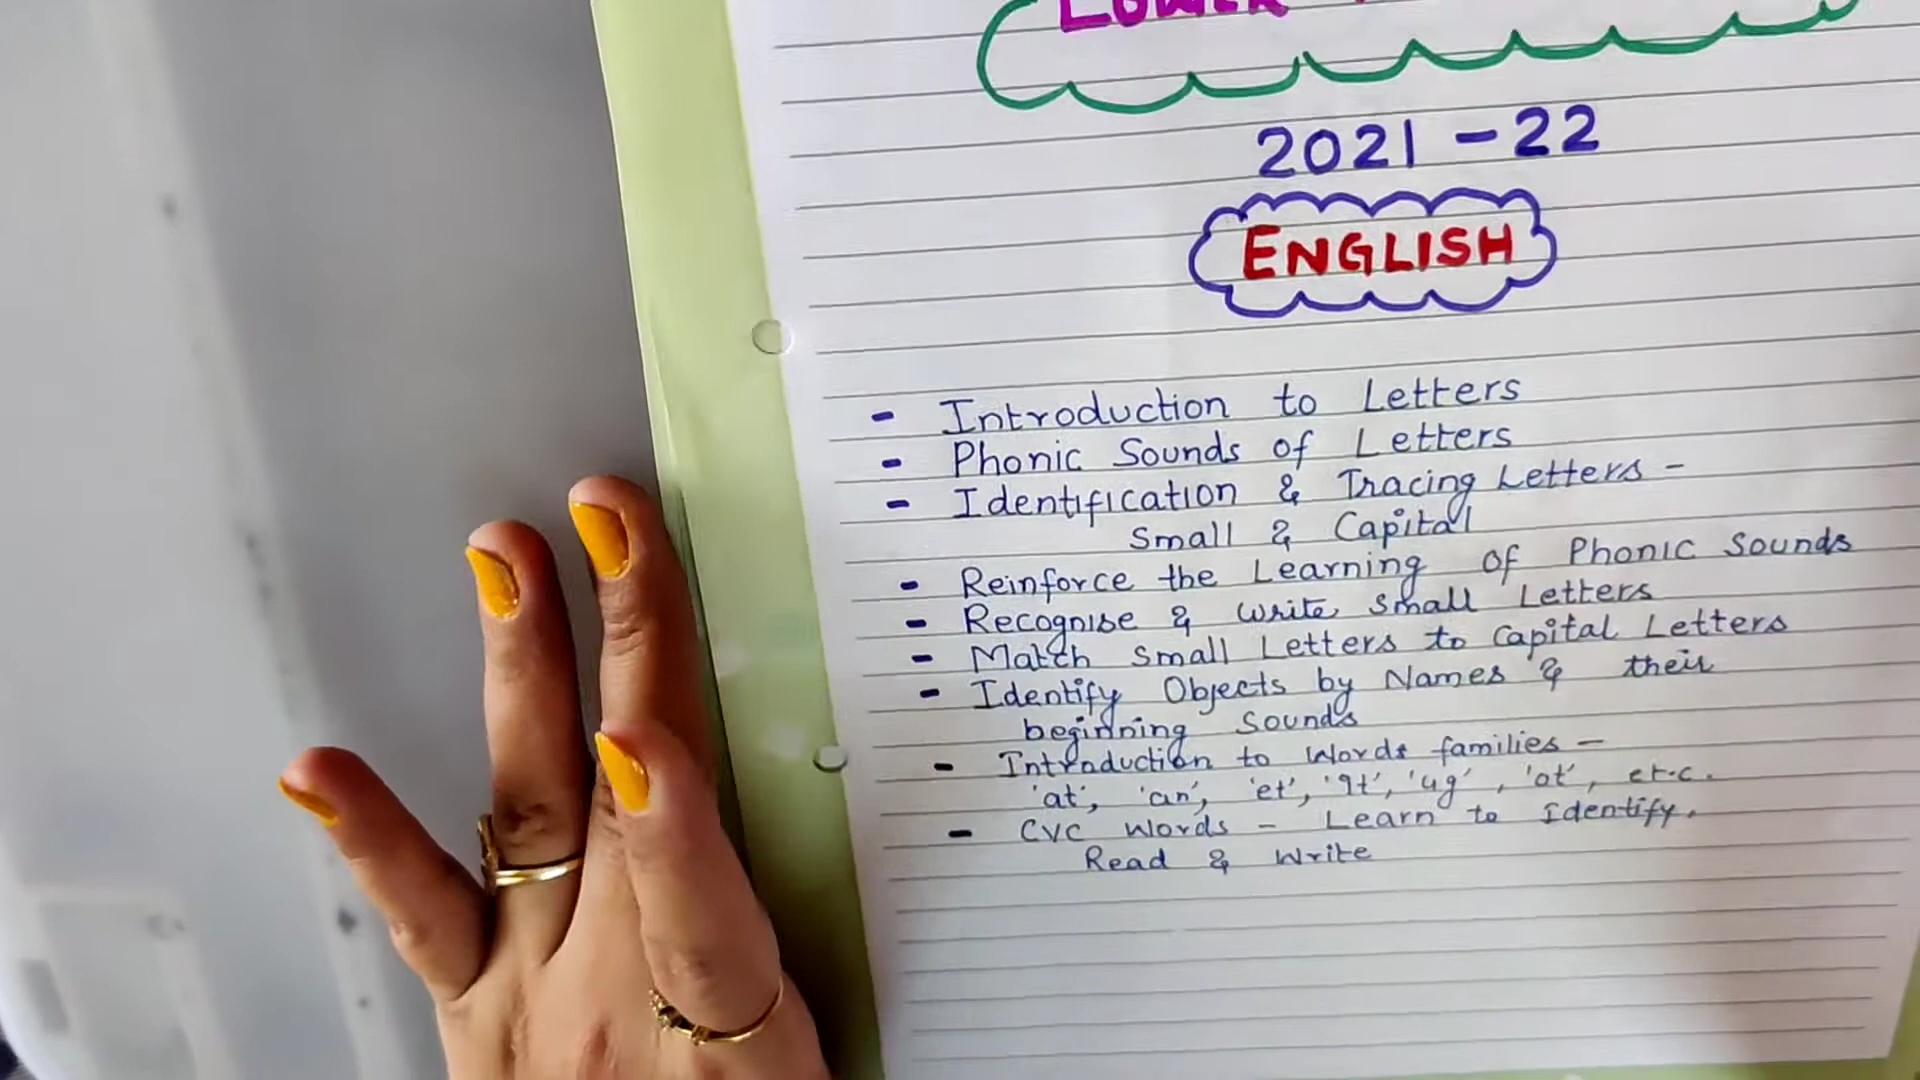 LOWER
2021-22
ENGLISH
- Introduction to Letters
- Phonic Sounds of Letters
- Identification & Tracing Letters -
Small & Capital
- Reinforce the Learning of Phonic Sounds
- Recognise & Write Small Letters
- Match Small Letters to Capital Letters
- Identify Objects by Names & their
beginning Sounds
- Introduction to Words families -
'at', 'an', 'et', 'it', 'ug', 'ot', et.c.
- CVC Words - Learn to Identify,
Read & Write